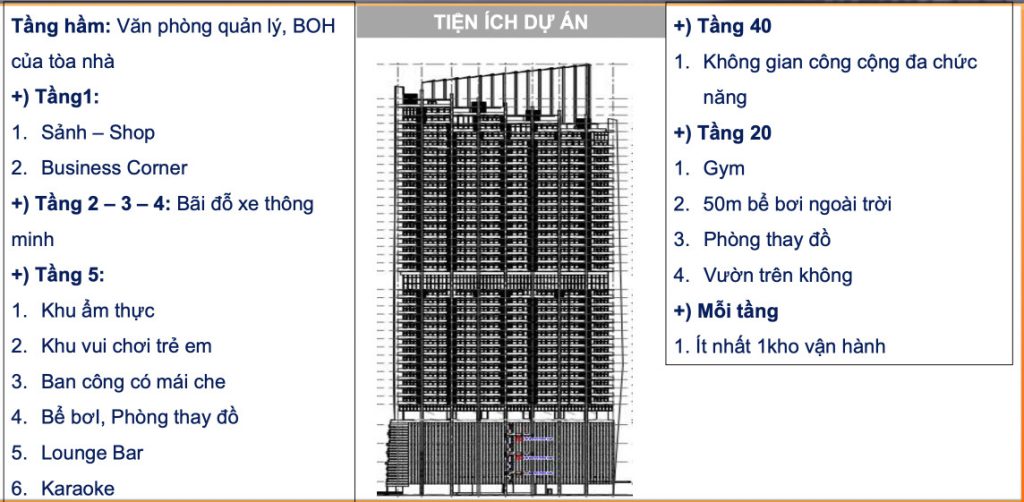 Tầng hầm: Văn phòng quản lý, BOH
của tòa nhà
+) Tầng1:
1. Sảnh – Shop
2. Business Corner
+) Tầng 2 – 3 – 4: Bãi đỗ xe thông
minh
+) Tầng 5:
1. Khu ẩm thực
2. Khu vui chơi trẻ em
3. Ban công có mái che
4. Bể bơI, Phòng thay đồ
5. Lounge Bar
6. Karaoke
TIỆN ÍCH DỰ ÁN
+) Tầng 40
1. Không gian công cộng đa chức
năng
+) Tầng 20
1. Gym
2. 50m bể bơi ngoài trời
3. Phòng thay đồ
4. Vườn trên không
+) Mỗi tầng
1. Ít nhất 1kho vận hành